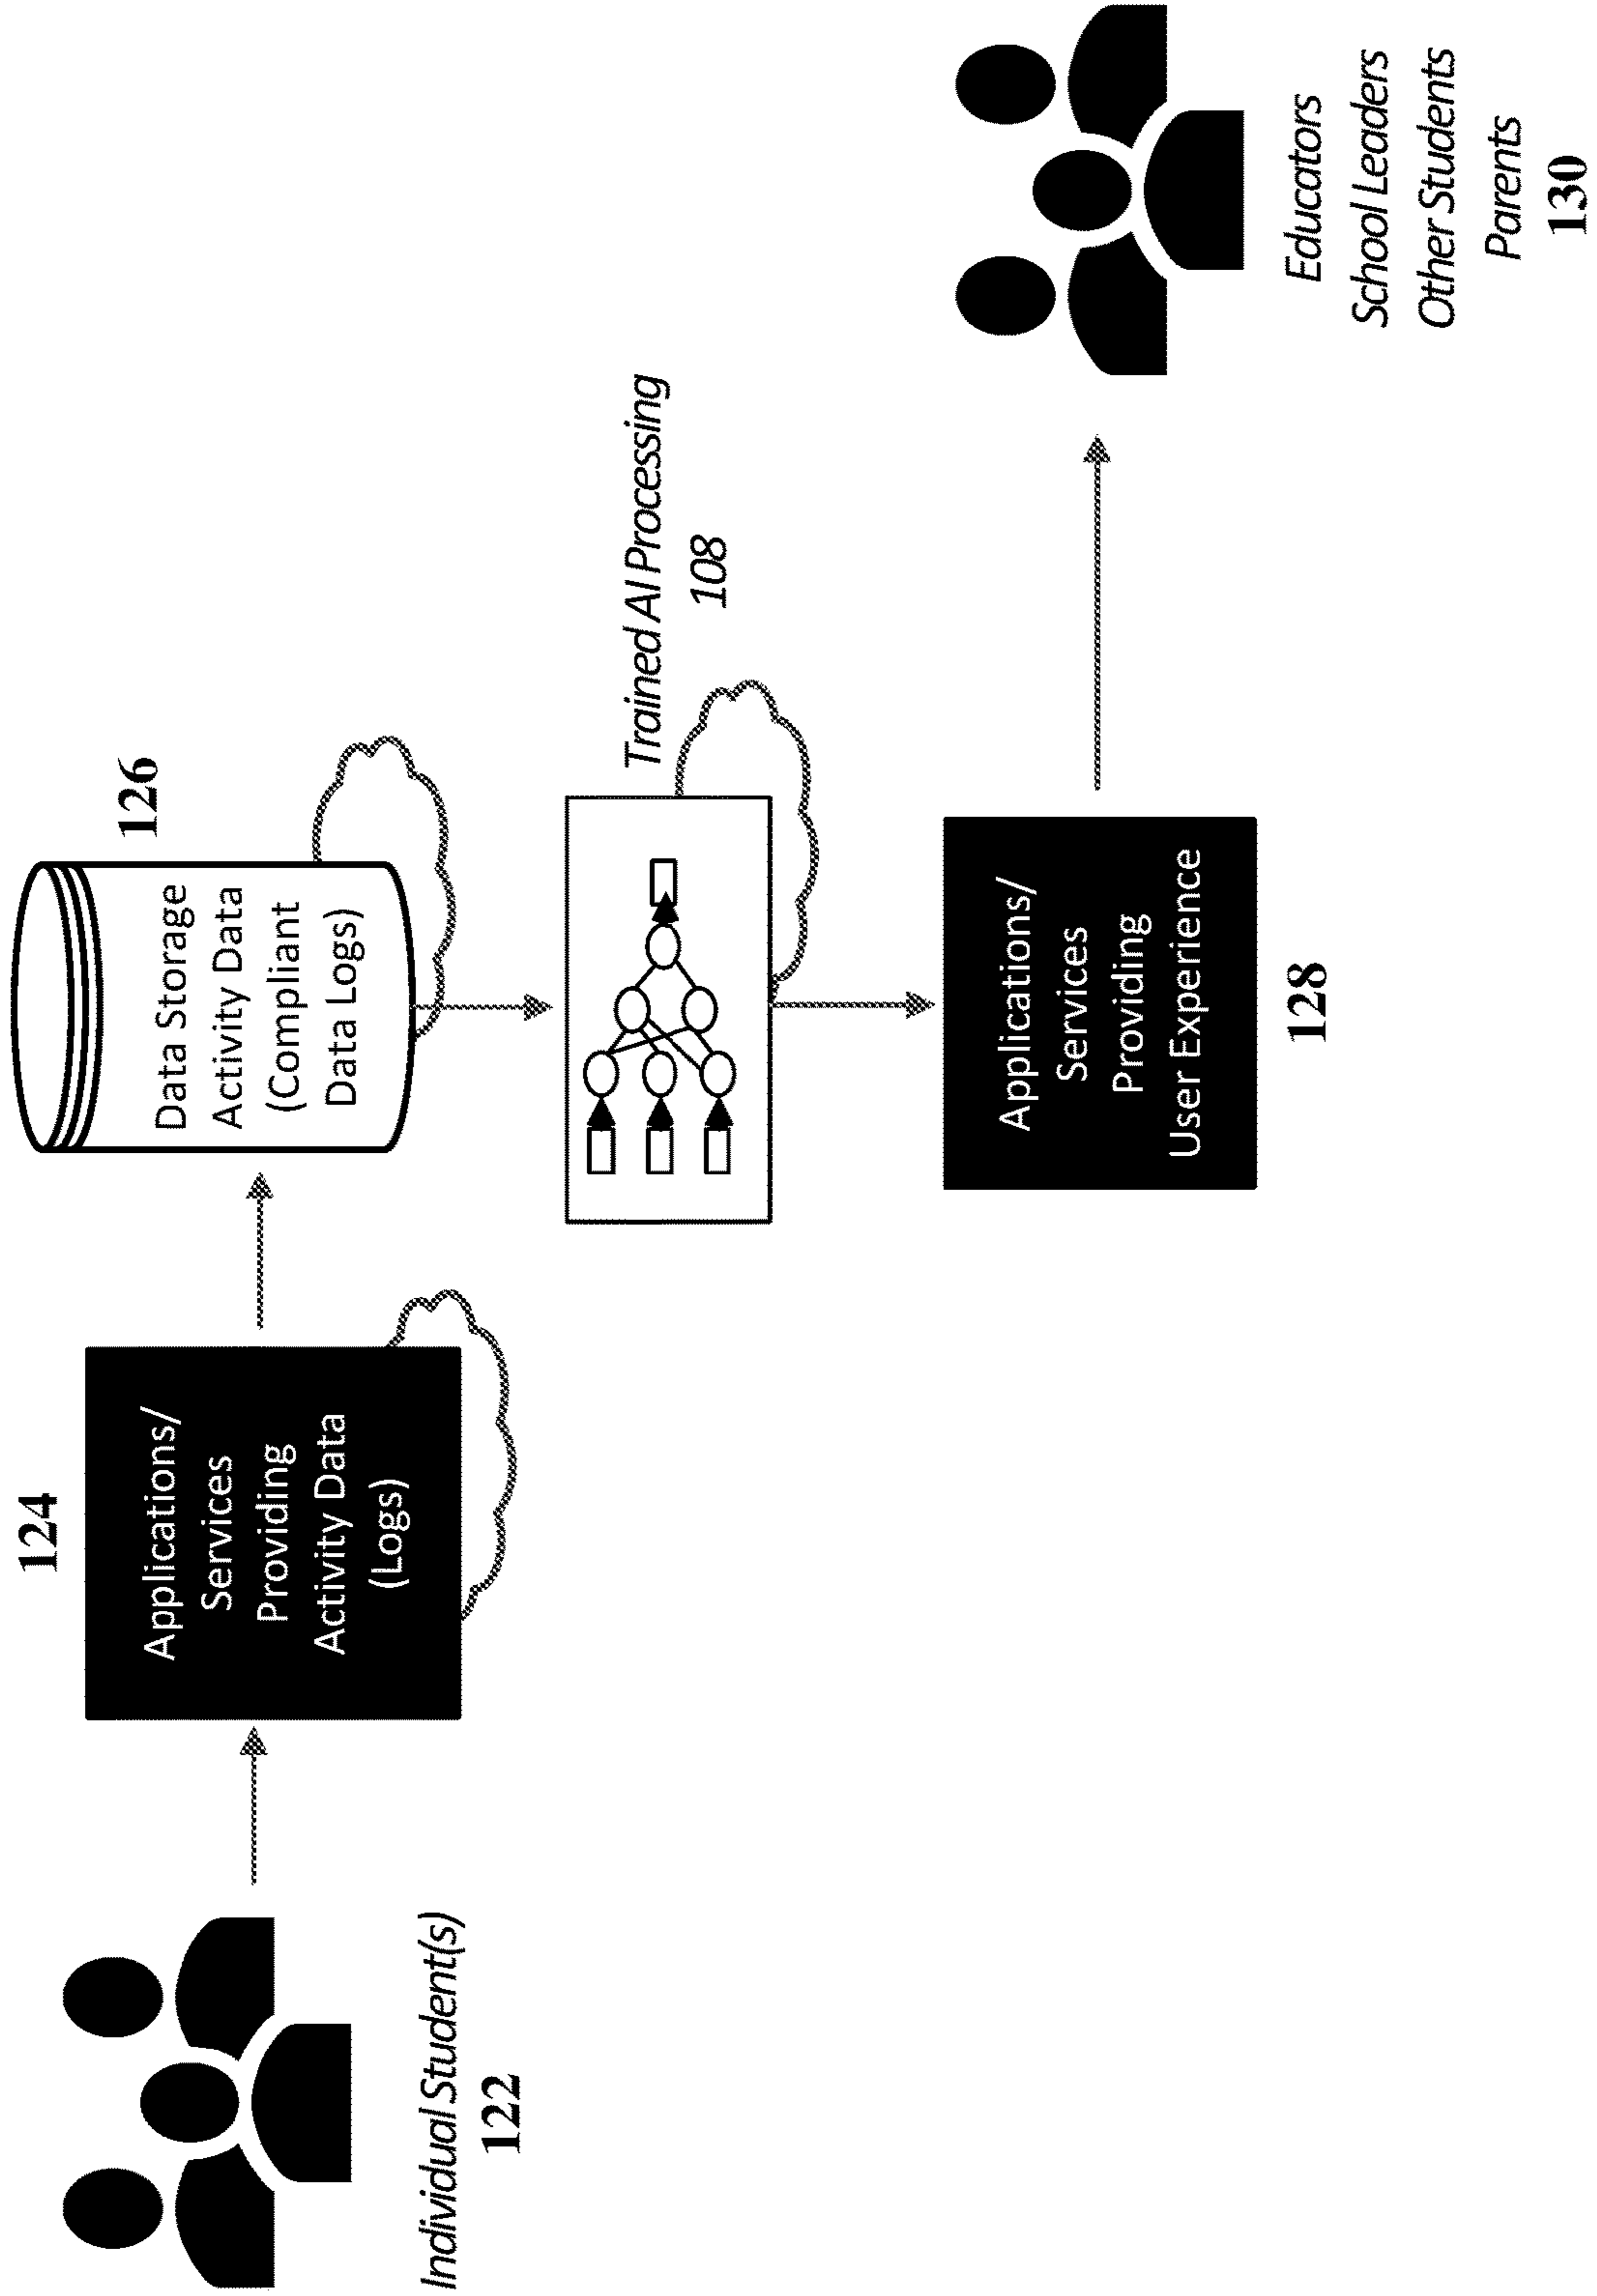 124
Applications/
Services
Providing
Activity Data
(Logs)
Individual Student(s)
122
126
Data Storage
Activity Data
(Compliant
Data Logs)
Trained AI Processing
108
Applications/
Services
Providing
User Experience
128
Educators
School Leaders
Other Students
Parents
130